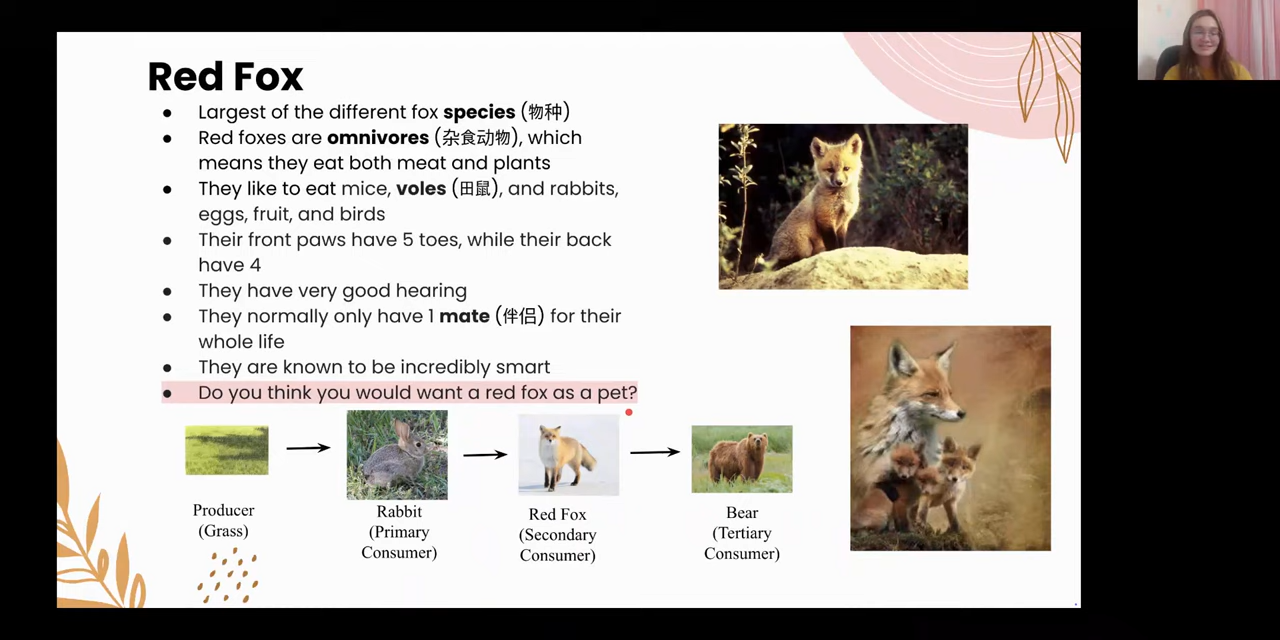 Red Fox
● Largest of the different fox species (物种)
● Red foxes are omnivores (杂食动物), which
means they eat both meat and plants
● They like to eat mice, voles (田鼠), and rabbits,
eggs, fruit, and birds
● Their front paws have 5 toes, while their back
have 4
● They have very good hearing
● They normally only have 1 mate (伴侣) for their
whole life
● They are known to be incredibly smart
● Do you think you would want a red fox as a pet?
Producer
(Grass)
Rabbit
(Primary
Consumer)
Red Fox
(Secondary
Consumer)
Bear
(Tertiary
Consumer)